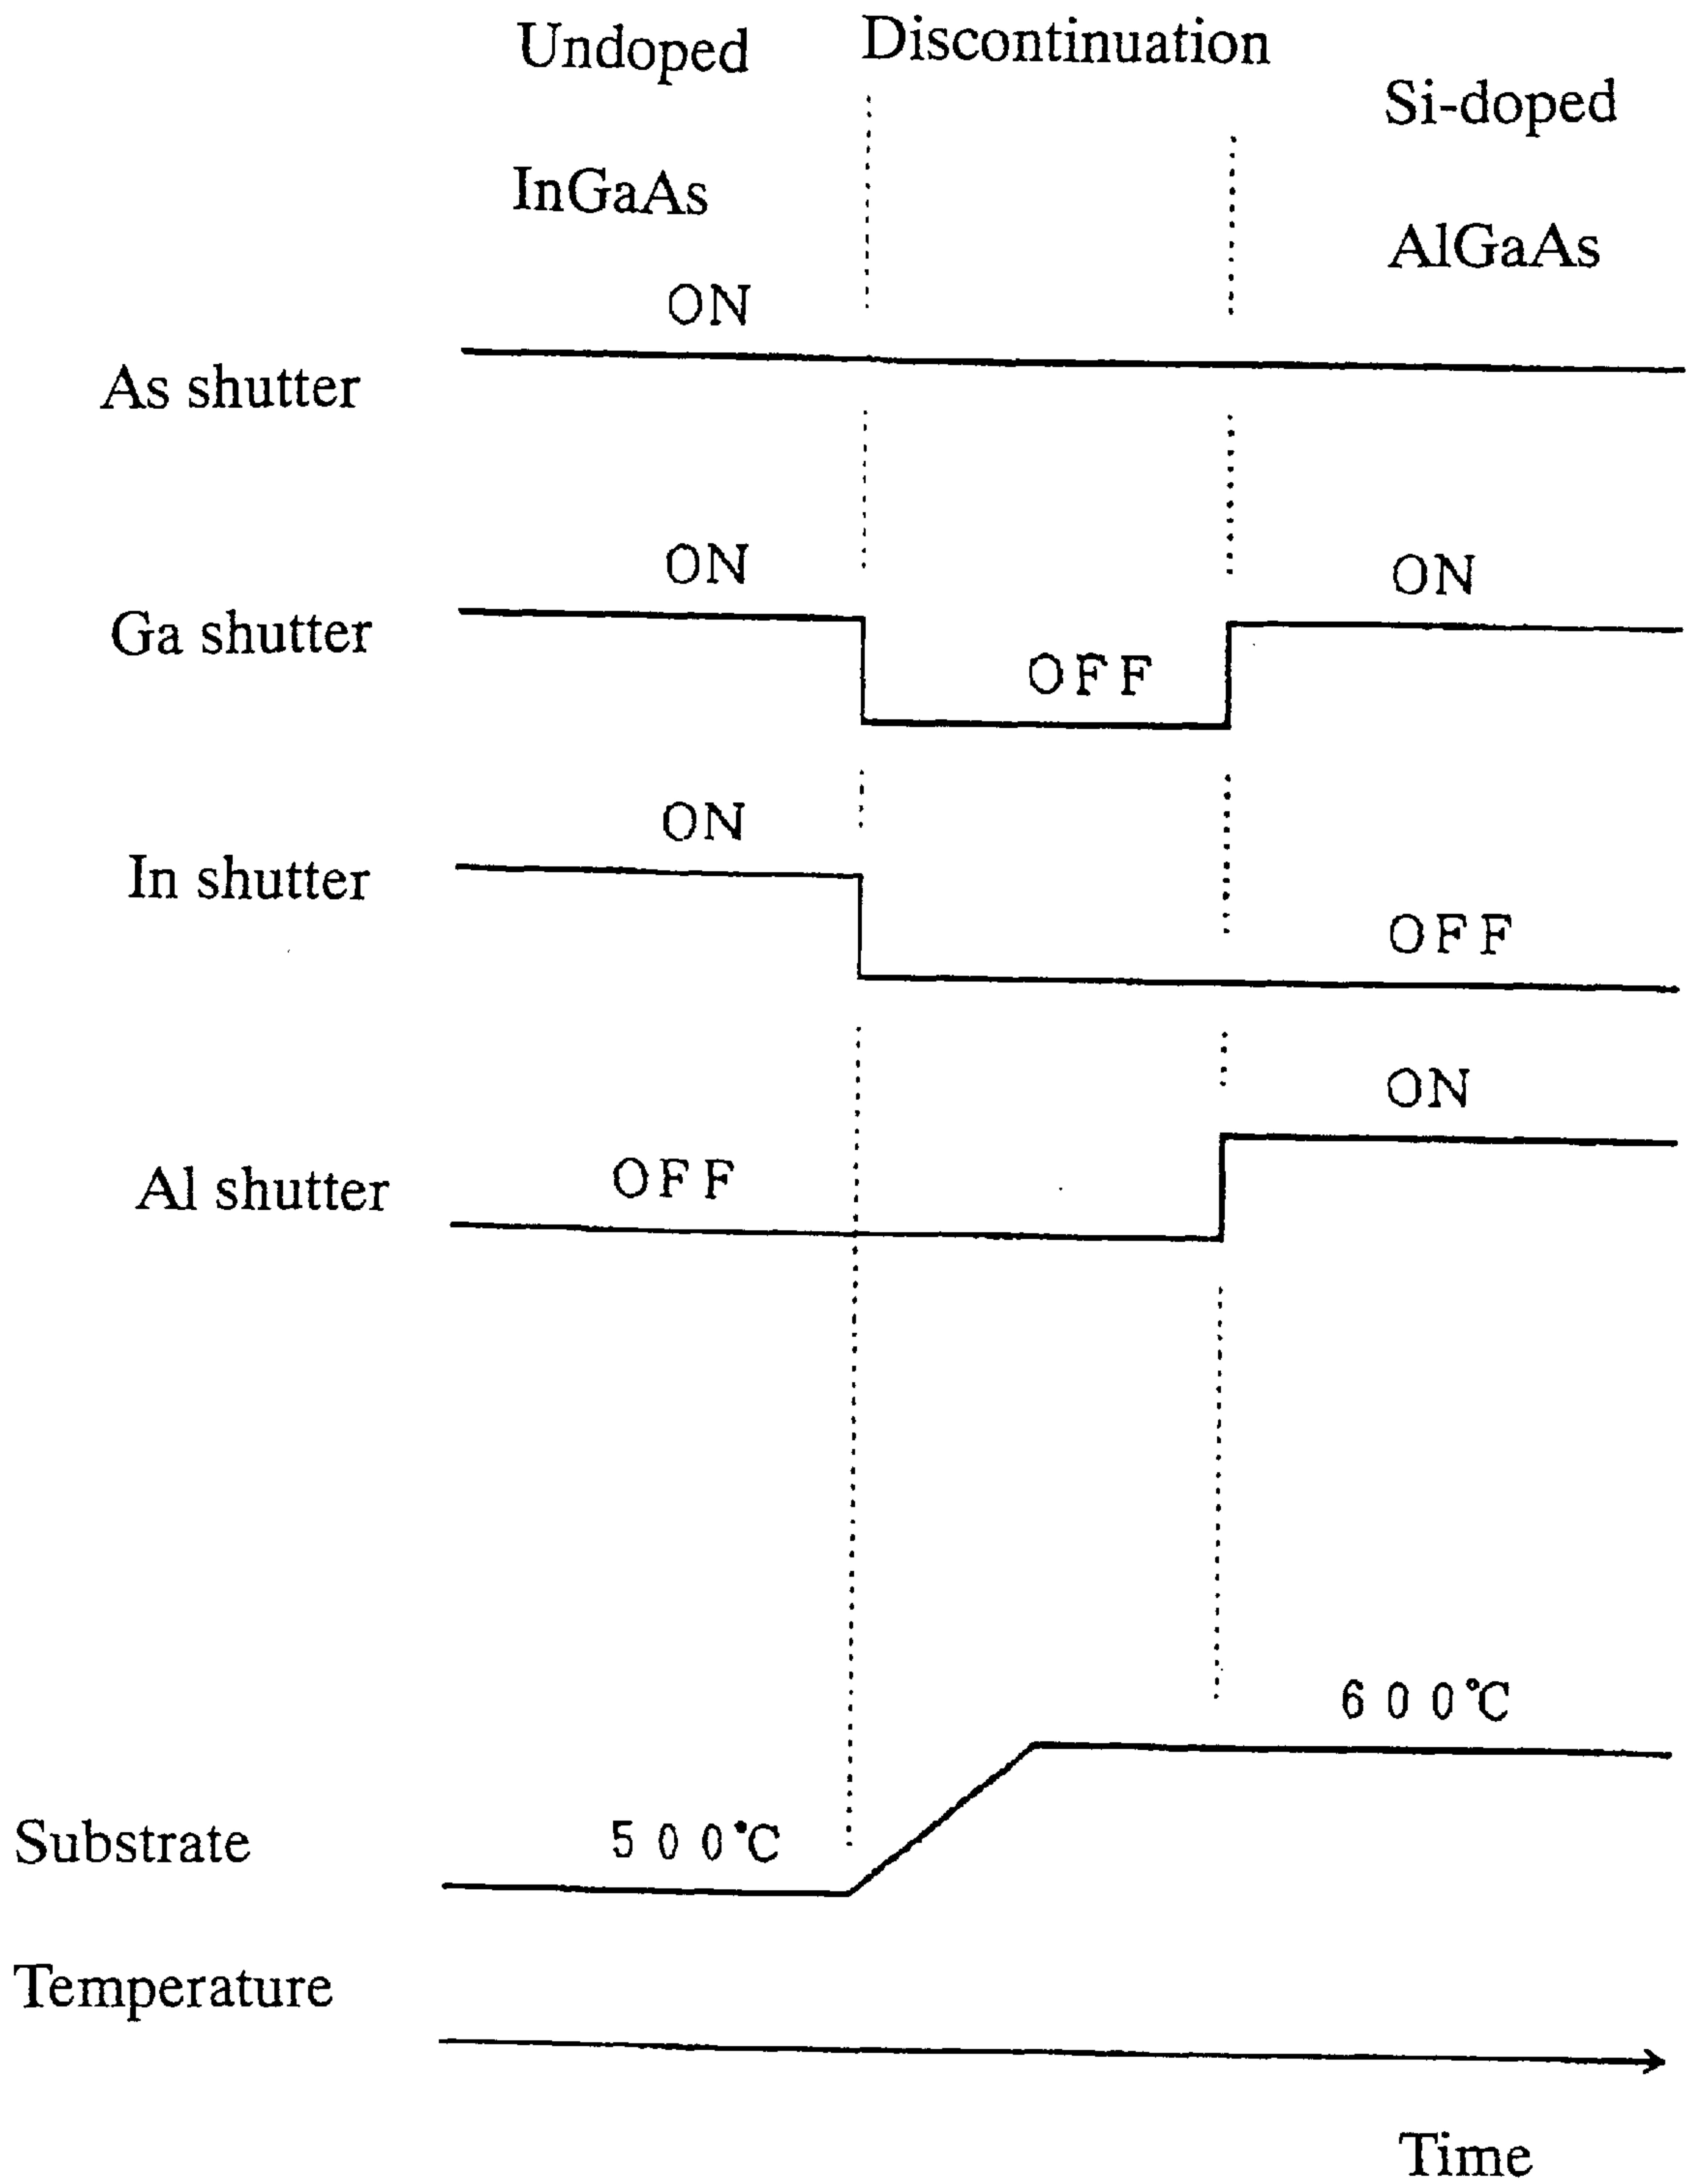 Undoped
Discontinuation
Si-doped
InGaAs
AlGaAs
ON
As shutter
ON
ON
Ga shutter
OFF
ON
In shutter
OFF
ON
OFF
Al shutter
600°C
500°C
Substrate
Temperature
Time